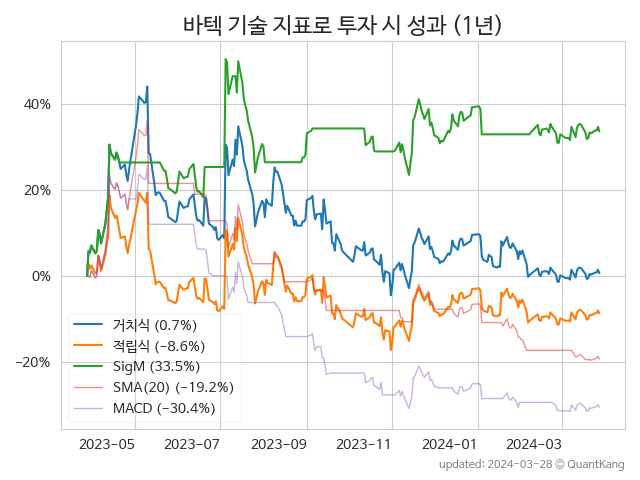 바텍 기술 지표로 투자 시 성과 (1년)
40%
20%
0%
−20%
거치식 (0.7%)
적립식 (−8.6%)
SigM (33.5%)
SMA(20) (−19.2%)
MACD (−30.4%)
2023-05 2023-07 2023-09 2023-11 2024-01 2024-03
updated: 2024-03-28 © QuantKang